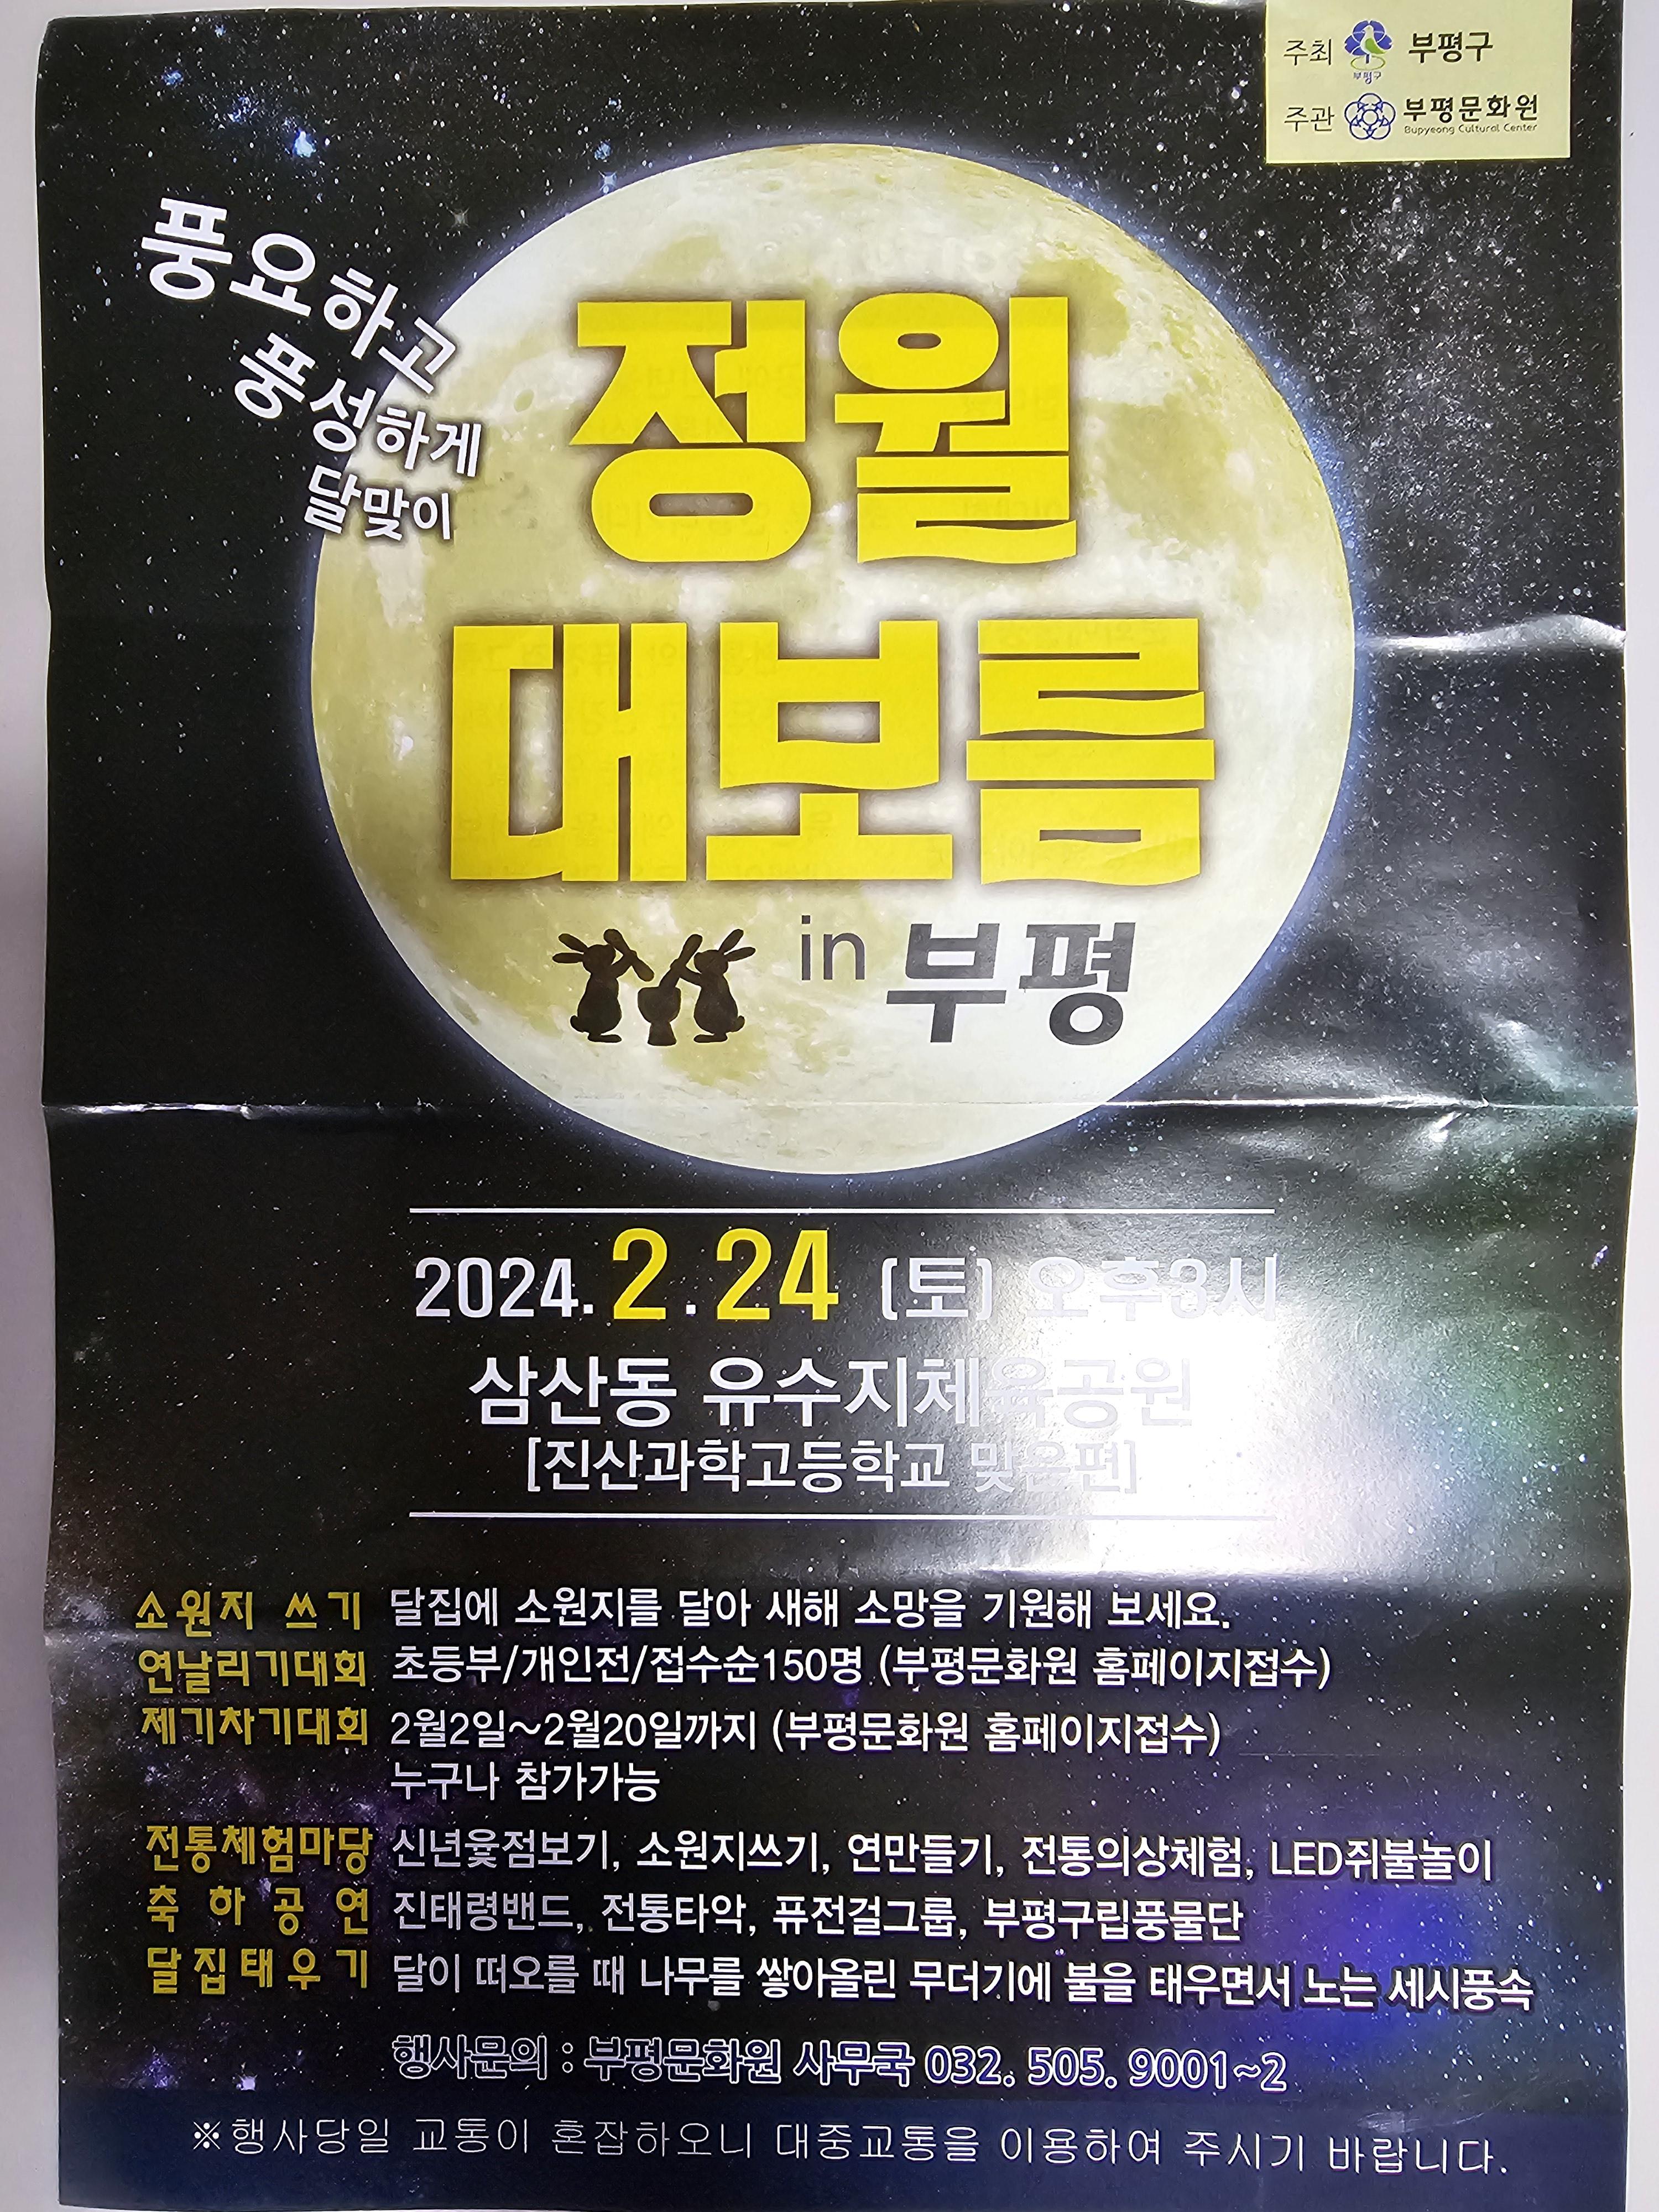 주최 부평구 부평구
주관 부평문화원
Bupyeong Cultural Center
풍요하고
풍성하게
달맞이
정월
대보름
in 부평
2024. 2. 24 (토) 오후3시
삼산동 유수지체육공원
[진산과학고등학교 맞은편]
소원지 쓰기 달집에 소원지를 달아 새해 소망을 기원해 보세요.
연날리기대회 초등부/개인전/접수순150명 (부평문화원 홈페이지접수)
제기차기대회 2월2일~2월20일까지 (부평문화원 홈페이지접수)
누구나 참가가능
전통체험마당 신년윷점보기, 소원지쓰기, 연만들기, 전통의상체험, LED쥐불놀이
축하공연 진태령밴드, 전통타악, 퓨전걸그룹, 부평구립풍물단
달집태우기 달이 떠오를 때 나무를 쌓아올린 무더기에 불을 태우면서 노는 세시풍속
행사문의 : 부평문화원 사무국 032. 505. 9001~2
※행사당일 교통이 혼잡하오니 대중교통을 이용하여 주시기 바랍니다.